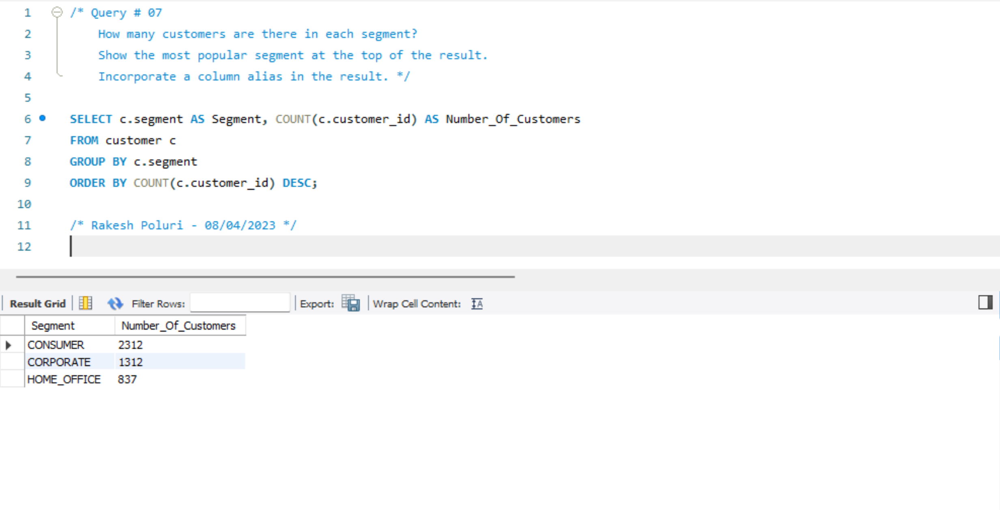 1 /* Query # 07
2 How many customers are there in each segment?
3 Show the most popular segment at the top of the result.
4 Incorporate a column alias in the result. */
5
6 SELECT c.segment AS Segment, COUNT(c.customer_id) AS Number_Of_Customers
7 FROM customer c
8 GROUP BY c.segment
9 ORDER BY COUNT(c.customer_id) DESC;
10
11 /* Rakesh Poluri - 08/04/2023 */
12
Result Grid Filter Rows: Export: Wrap Cell Content: IA
Segment Number_Of_Customers
CONSUMER 2312
CORPORATE 1312
HOME_OFFICE 837